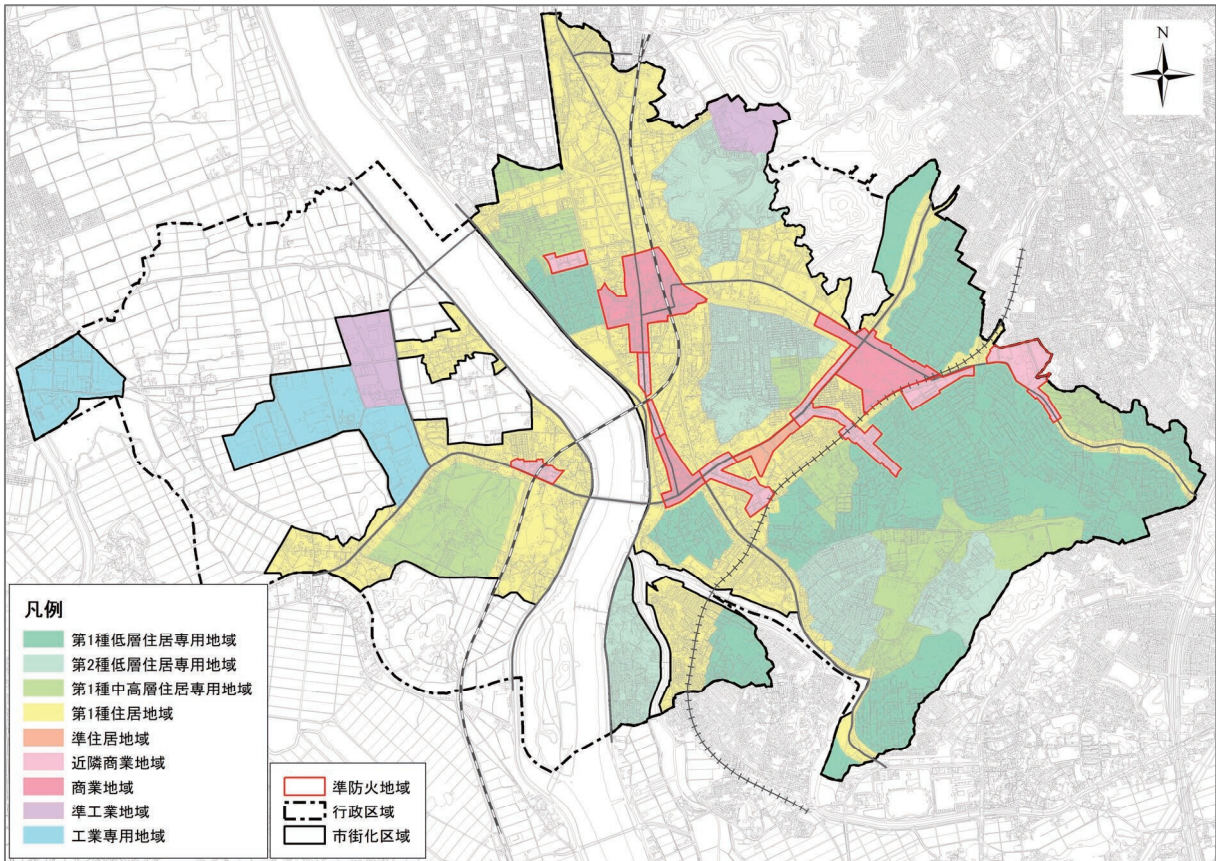 N
凡例
第1種低層住居専用地域
第2種低層住居専用地域
第1種中高層住居専用地域
第1種住居地域
準住居地域
近隣商業地域
商業地域
準工業地域
工業専用地域
準防火地域
行政区域
市街化区域